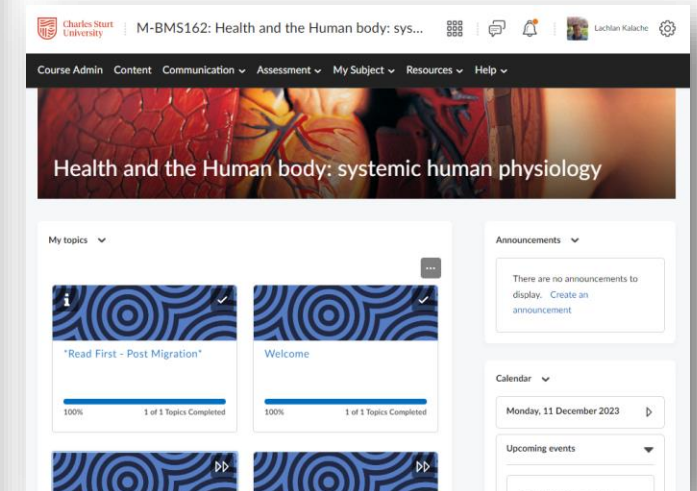 Charles Sturt
University
M-BMS162: Health and the Human body: sys...
Lachlan Kalache
Course Admin Content Communication Assessment My Subject Resources Help
Health and the Human body: systemic human physiology
My topics
Announcements
There are no announcements to
display. Create an
announcement
"Read First - Post Migration"
Welcome
100% 1 of 1 Topics Completed
100% 1 of 1 Topics Completed
Calendar
Monday, 11 December 2023
Upcoming events